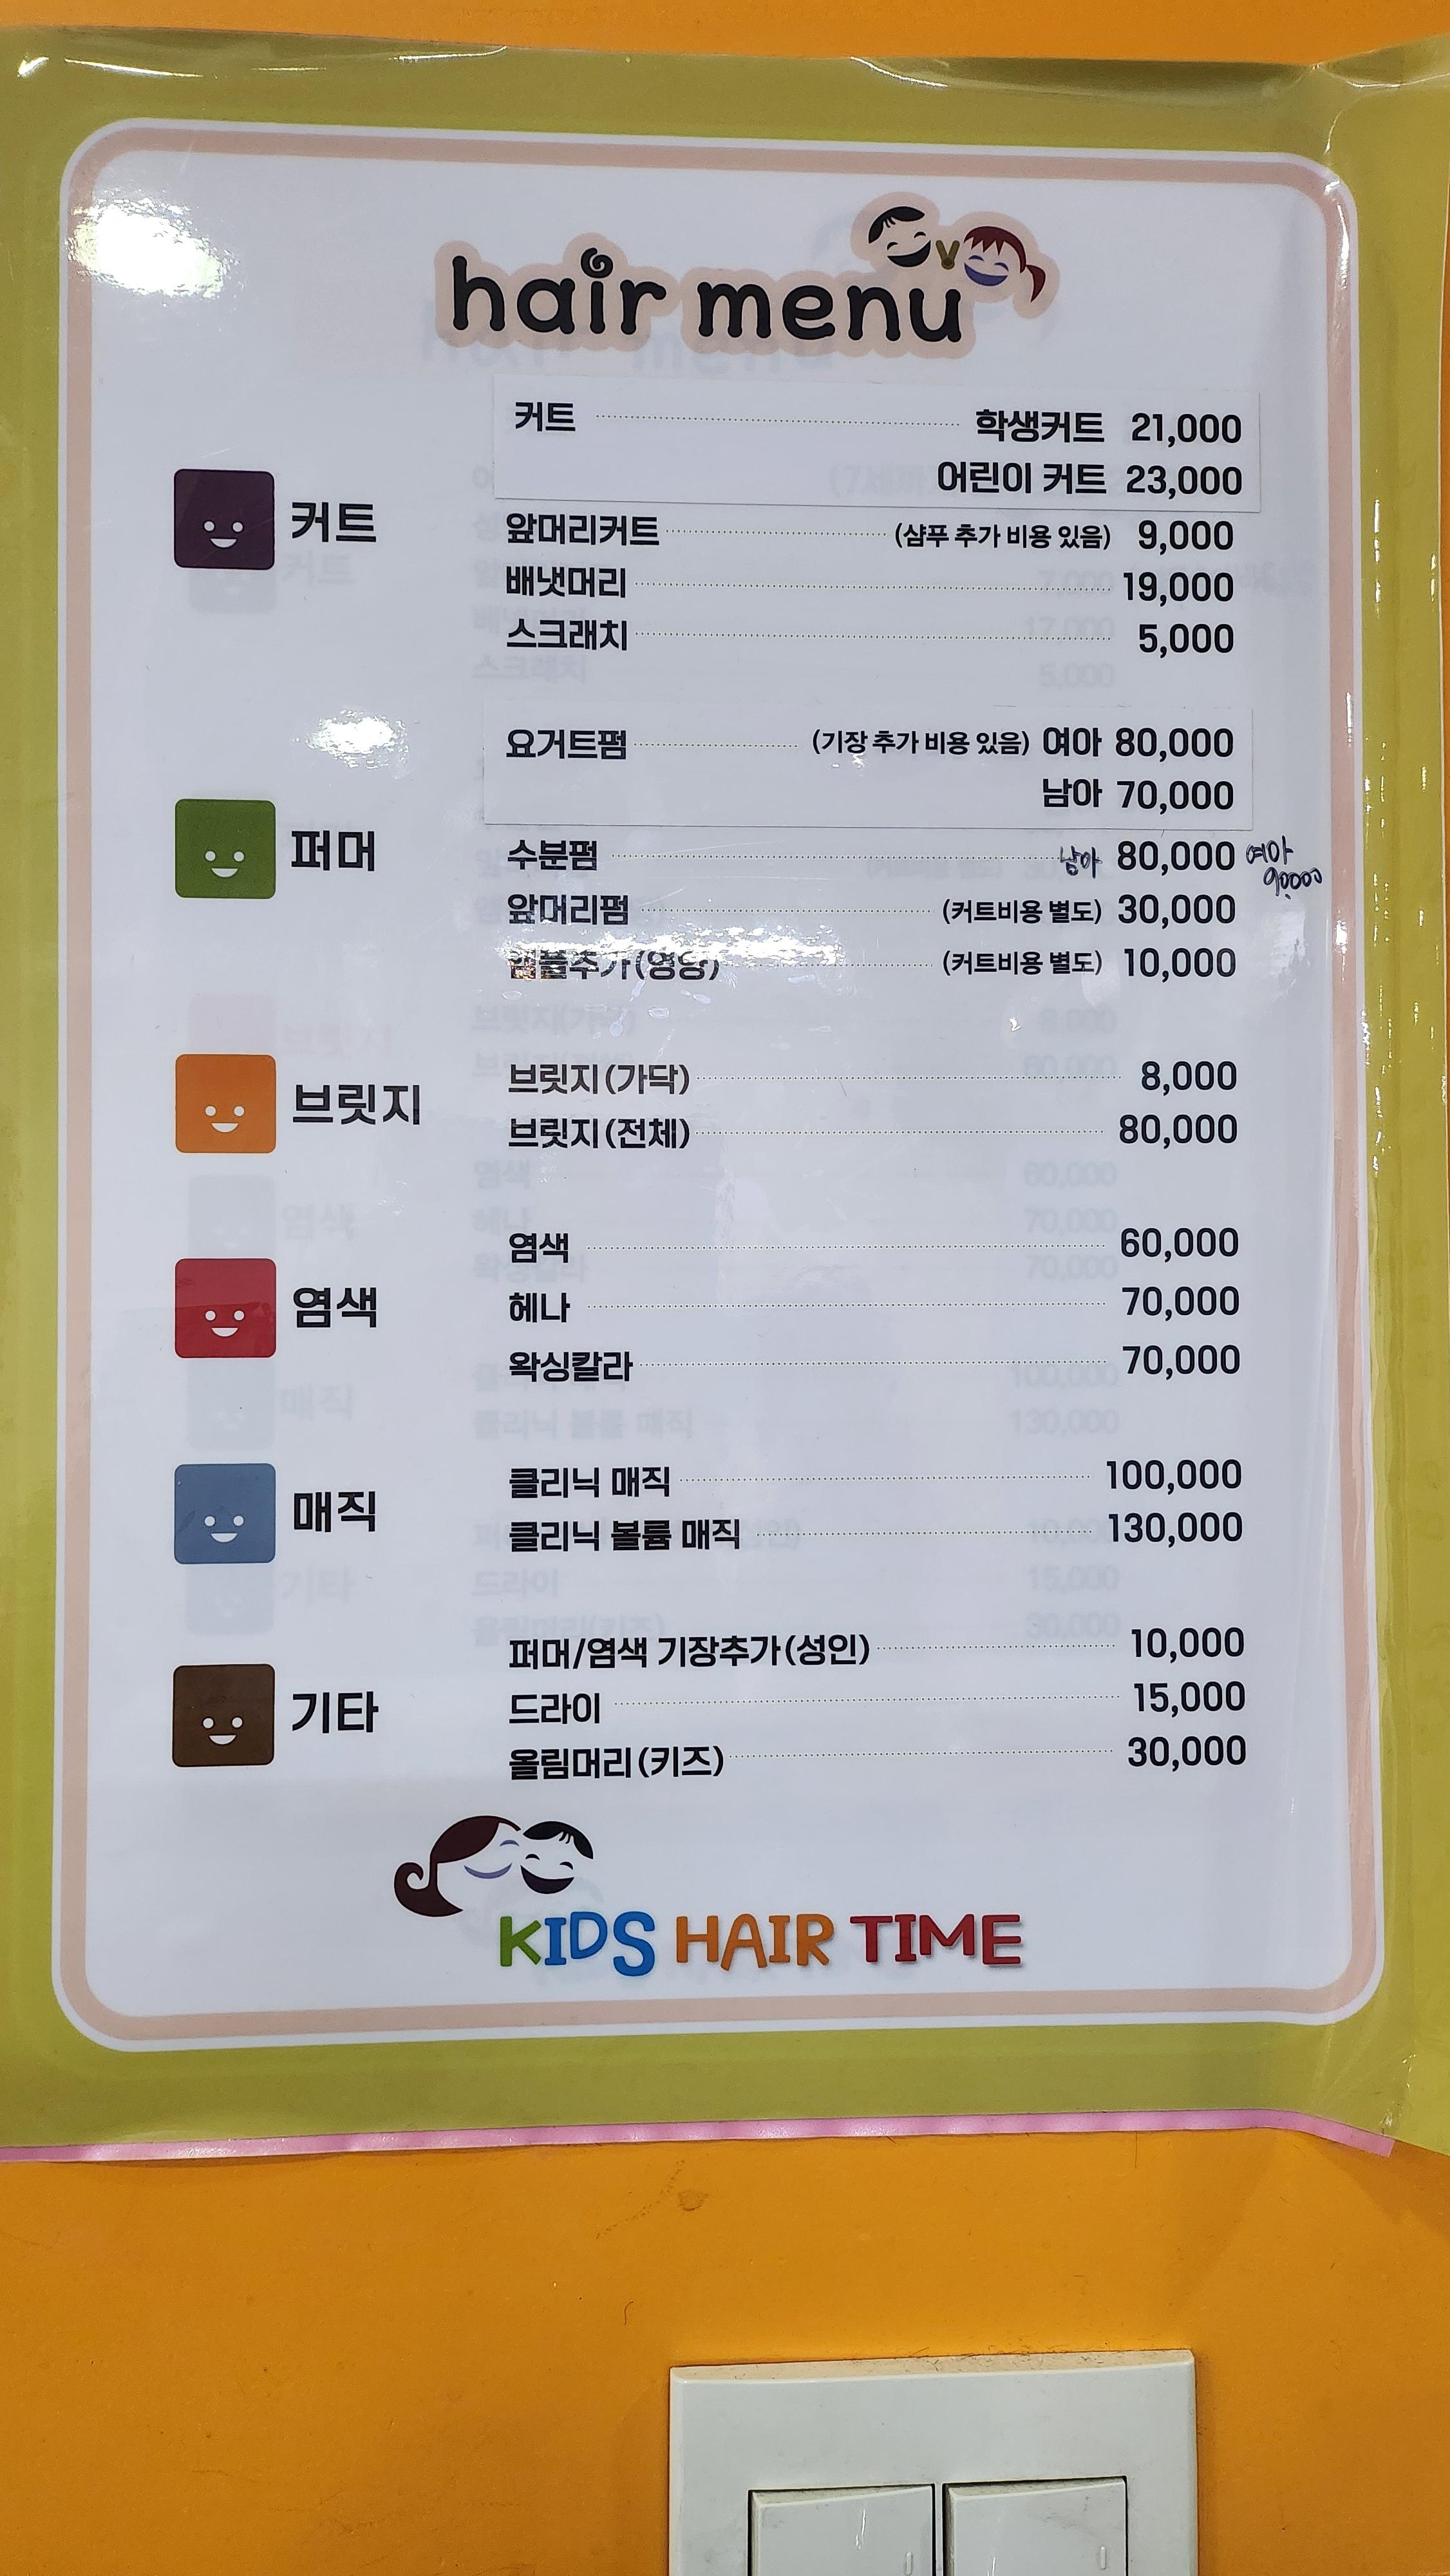 hair menu
커트
커트 학생커트 21,000
어린이 커트 23,000
앞머리커트 (샴푸 추가 비용 있음) 9,000
배냇머리 19,000
스크래치 5,000
퍼머
요거트펌 (기장 추가 비용 있음) 여아 80,000
남아 70,000
수분펌 남아 80,000 여아 90000
앞머리펌 (커트비용 별도) 30,000
앰플추가(영양) (커트비용 별도) 10,000
브릿지
브릿지(가닥) 8,000
브릿지(전체) 80,000
염색
염색 60,000
헤나 70,000
왁싱칼라 70,000
매직
클리닉 매직 100,000
클리닉 볼륨 매직 130,000
기타
퍼머/염색 기장추가(성인) 10,000
드라이 15,000
올림머리(키즈) 30,000
KIDS HAIR TIME